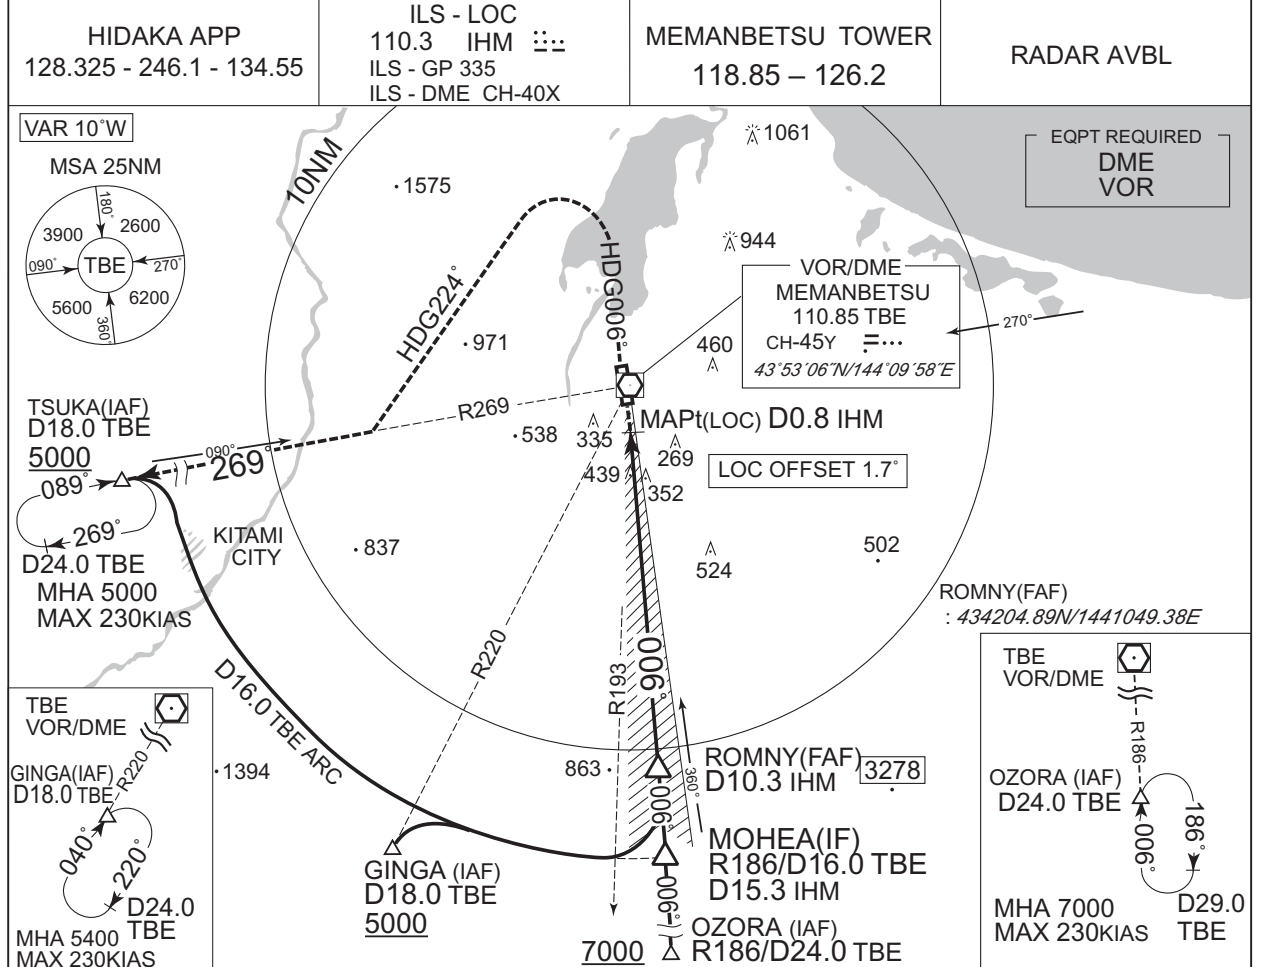 HIDAKA APP
128.325 - 246.1 - 134.55
ILS - LOC
110.3 IHM
ILS - GP 335
ILS - DME CH-40X
MEMANBETSU TOWER
118.85 – 126.2
RADAR AVBL
VAR 10°W
MSA 25NM
180°
3900
2600
090°
TBE
270°
5600
6200
360°
10NM
1575
1061
EQPT REQUIRED
DME
VOR
944
HDG224°
HDG006°
971
VOR/DME
MEMANBETSU
110.85 TBE
CH-45Y
43°53´06˝N/144°09´58˝E
270°
460
TSUKA(IAF)
D18.0 TBE
5000
R269
090°
269°
089°
269°
D24.0 TBE
MHA 5000
MAX 230KIAS
KITAMI
CITY
538
335
MAPt(LOC) D0.8 IHM
269
439
352
LOC OFFSET 1.7°
837
524
502
ROMNY(FAF)
: 434204.89N/1441049.38E
R220
R193
006°
D16.0 TBE ARC
TBE
VOR/DME
R220
GINGA(IAF)
D18.0 TBE
040°
220°
D24.0
TBE
MHA 5400
MAX 230KIAS
1394
863
ROMNY(FAF)
D10.3 IHM
3278
006°
360°
MOHEA(IF)
R186/D16.0 TBE
D15.3 IHM
GINGA (IAF)
D18.0 TBE
5000
006°
7000
OZORA (IAF)
R186/D24.0 TBE
TBE
VOR/DME
R186
OZORA (IAF)
D24.0 TBE
006°
186°
MHA 7000
MAX 230KIAS
D29.0
TBE